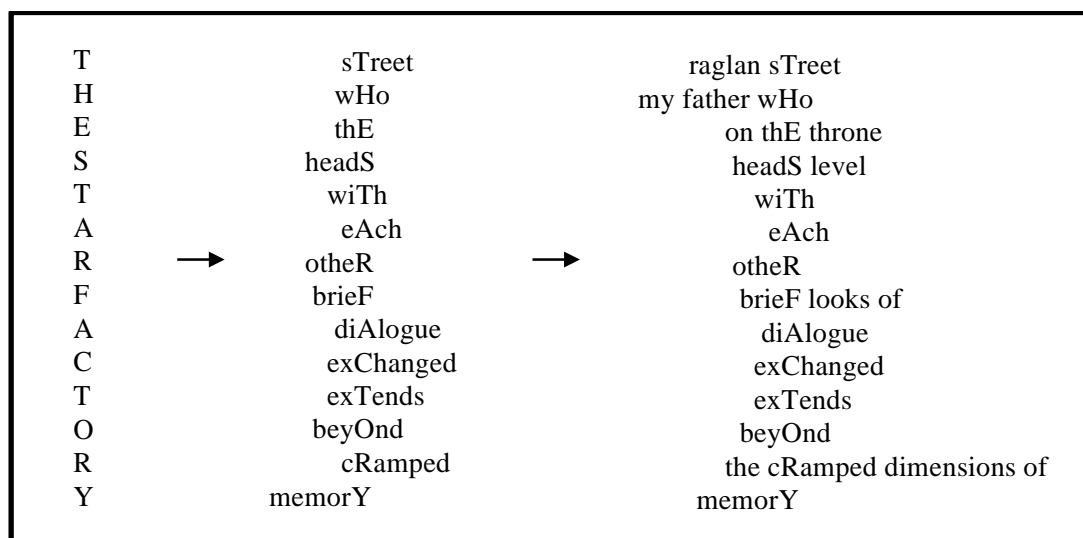 T
H
E
S
T
A
R
F
A
C
T
O
R
Y
sTreet
wHo
thE
headS
wiTh
eAch
otheR
brieF
diAlogue
exChanged
exTends
beyOnd
cRamped
memorY
raglan sTreet
my father wHo
on thE throne
headS level
wiTh
eAch
otheR
brieF looks of
diAlogue
exChanged
exTends
beyOnd
the cRamped dimensions of
memorY